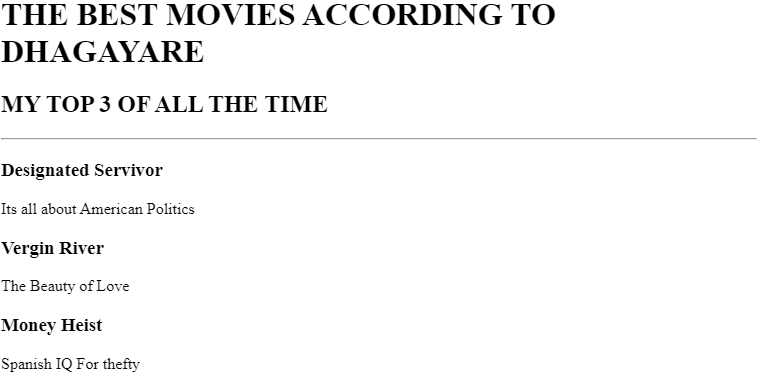 THE BEST MOVIES ACCORDING TO
DHAGAYARE
MY TOP 3 OF ALL THE TIME
Designated Servivor
Its all about American Politics
Vergin River
The Beauty of Love
Money Heist
Spanish IQ For thefty